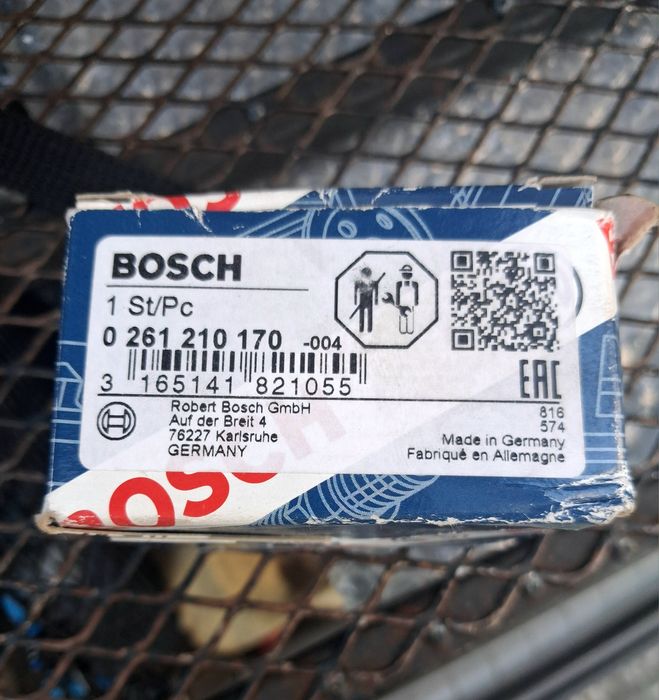 BOSCH
1 St/Pc
0 261 210 170 -004
3 165141 821055
EAC
Robert Bosch GmbH
Auf der Breit 4
76227 Karlsruhe
GERMANY
816
574
Made in Germany
Fabriqué en Allemagne